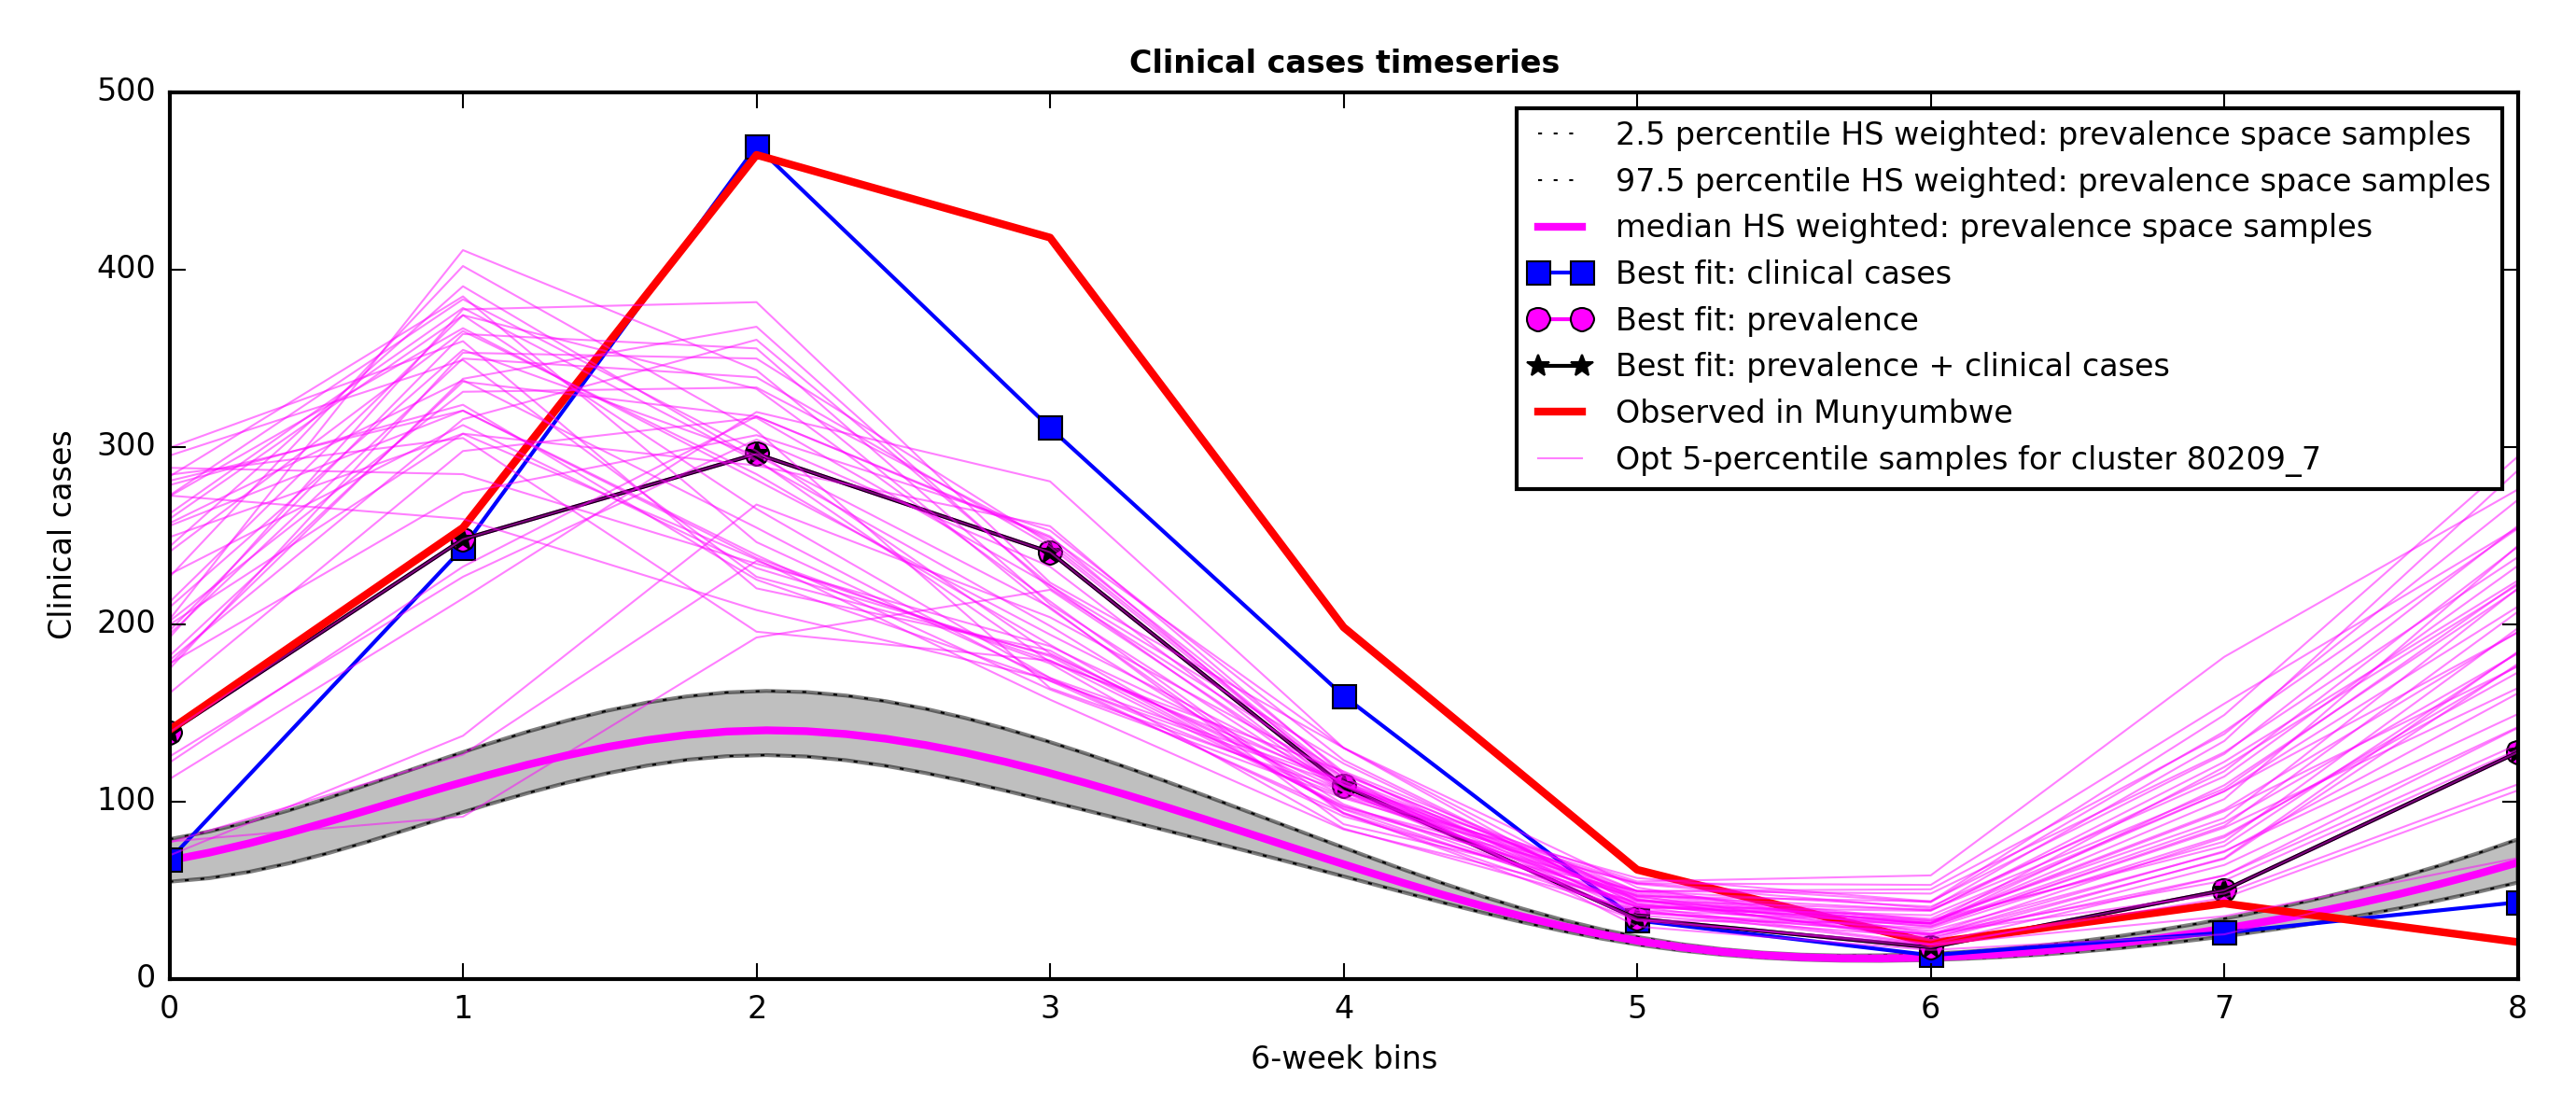 Clinical cases timeseries
500
400
300
200
100
0
Clinical cases
0 1 2 3 4 5 6 7 8
6-week bins
2.5 percentile HS weighted: prevalence space samples
97.5 percentile HS weighted: prevalence space samples
median HS weighted: prevalence space samples
Best fit: clinical cases
Best fit: prevalence
Best fit: prevalence + clinical cases
Observed in Munyumbwe
Opt 5-percentile samples for cluster 80209_7